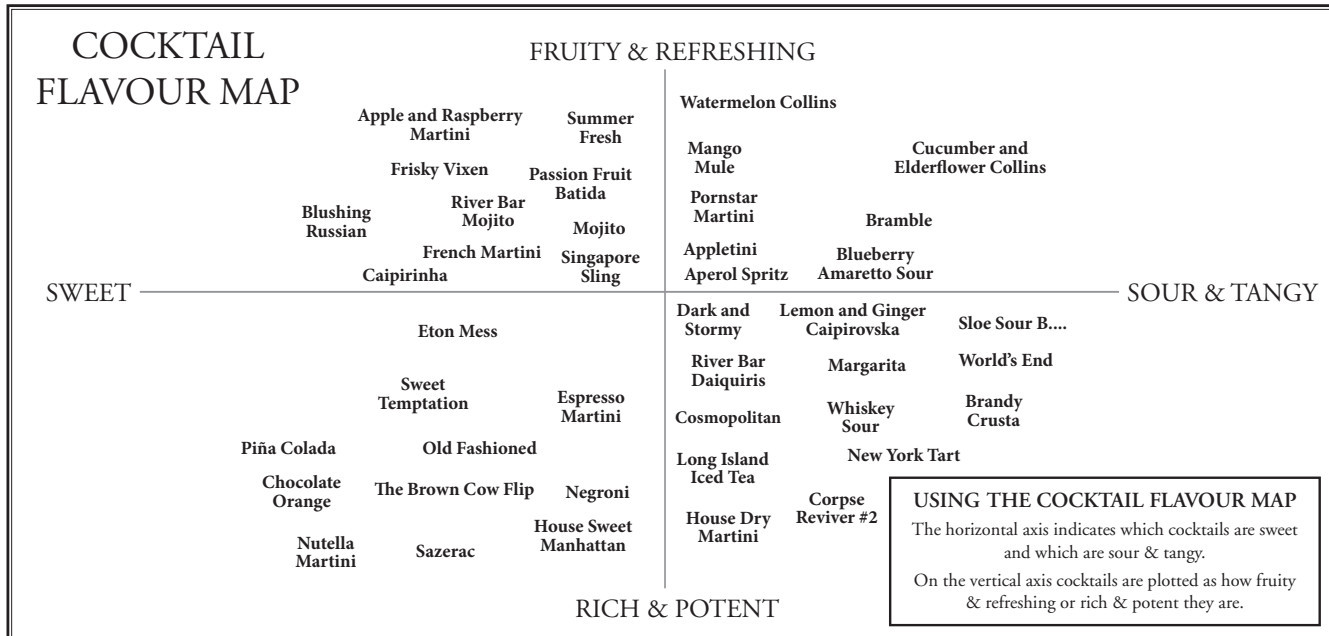 COCKTAIL
FLAVOUR MAP
FRUITY & REFRESHING
Apple and Raspberry
Martini
Summer
Fresh
Frisky Vixen
Passion Fruit
Batida
Blushing
Russian
River Bar
Mojito
Mojito
French Martini
Singapore
Sling
Caipirinha
Watermelon Collins
Mango
Mule
Cucumber and
Elderflower Collins
Pornstar
Martini
Bramble
Appletini
Blueberry
Amaretto Sour
Aperol Spritz
SWEET
SOUR & TANGY
Eton Mess
Sweet
Temptation
Espresso
Martini
Piña Colada
Old Fashioned
Chocolate
Orange
The Brown Cow Flip
Negroni
House Sweet
Manhattan
Nutella
Martini
Sazerac
Dark and
Stormy
Lemon and Ginger
Caipirovska
Sloe Sour B....
River Bar
Daiquiris
Margarita
World's End
Cosmopolitan
Whiskey
Sour
Brandy
Crusta
Long Island
Iced Tea
New York Tart
House Dry
Martini
Corpse
Reviver #2
RICH & POTENT
USING THE COCKTAIL FLAVOUR MAP
The horizontal axis indicates which cocktails are sweet
and which are sour & tangy.
On the vertical axis cocktails are plotted as how fruity
& refreshing or rich & potent they are.